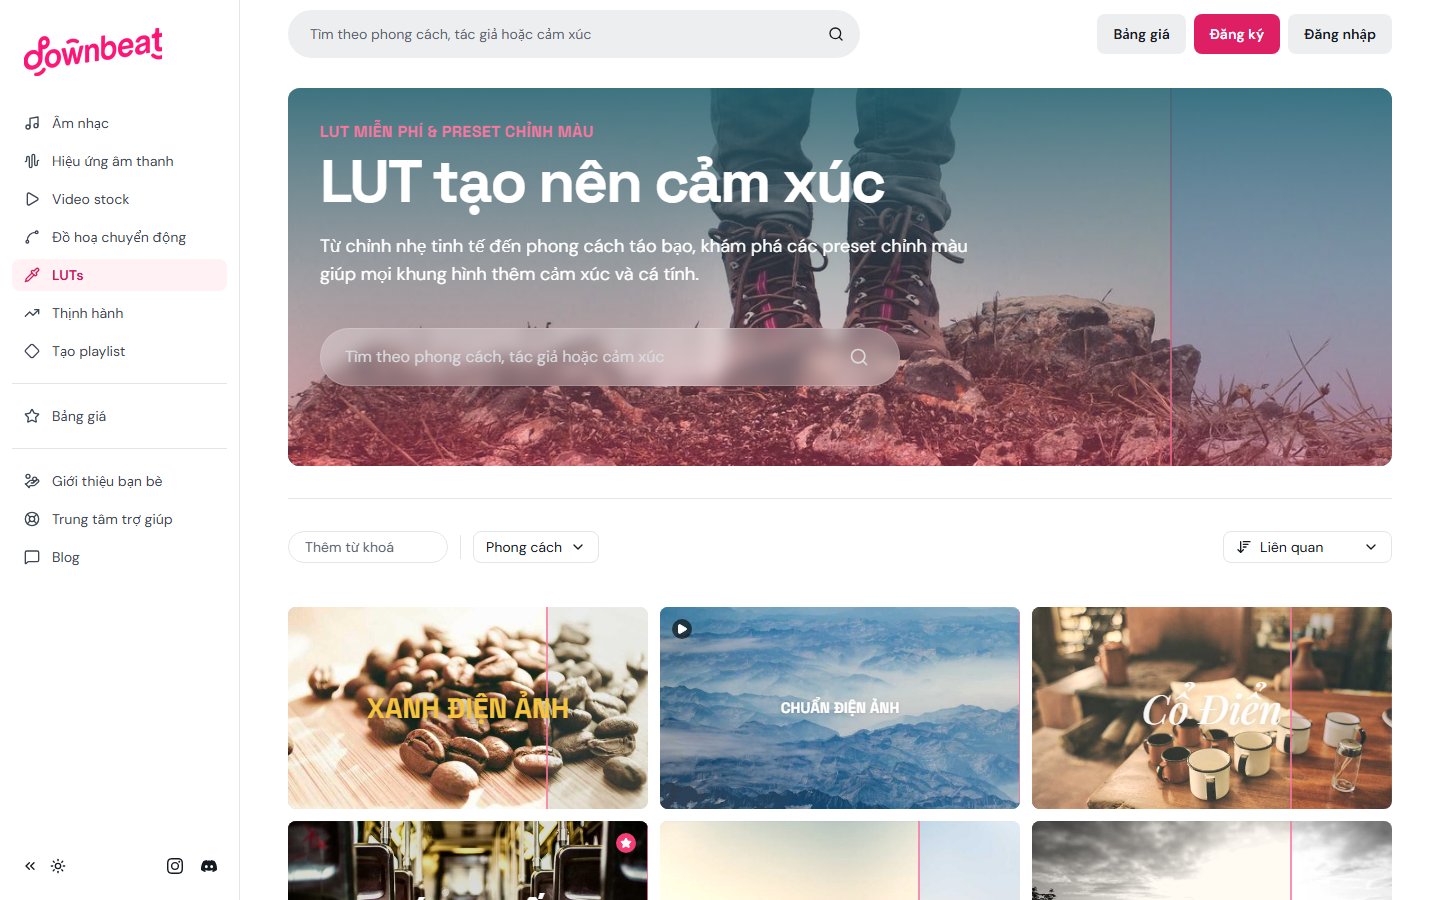 downbeat
Tìm theo phong cách, tác giả hoặc cảm xúc
Bảng giá
Đăng ký
Đăng nhập
Âm nhạc
Hiệu ứng âm thanh
Video stock
Đồ hoạ chuyển động
LUTs
Thịnh hành
Tạo playlist
Bảng giá
Giới thiệu bạn bè
Trung tâm trợ giúp
Blog
LUT MIỄN PHÍ & PRESET CHỈNH MÀU
LUT tạo nên cảm xúc
Từ chỉnh nhẹ tinh tế đến phong cách táo bạo, khám phá các preset chỉnh màu
giúp mọi khung hình thêm cảm xúc và cá tính.
Tìm theo phong cách, tác giả hoặc cảm xúc
Thêm từ khoá
Phong cách
Liên quan
XANH ĐIỆN ẢNH
CHUẨN ĐIỆN ẢNH
Cổ Điển